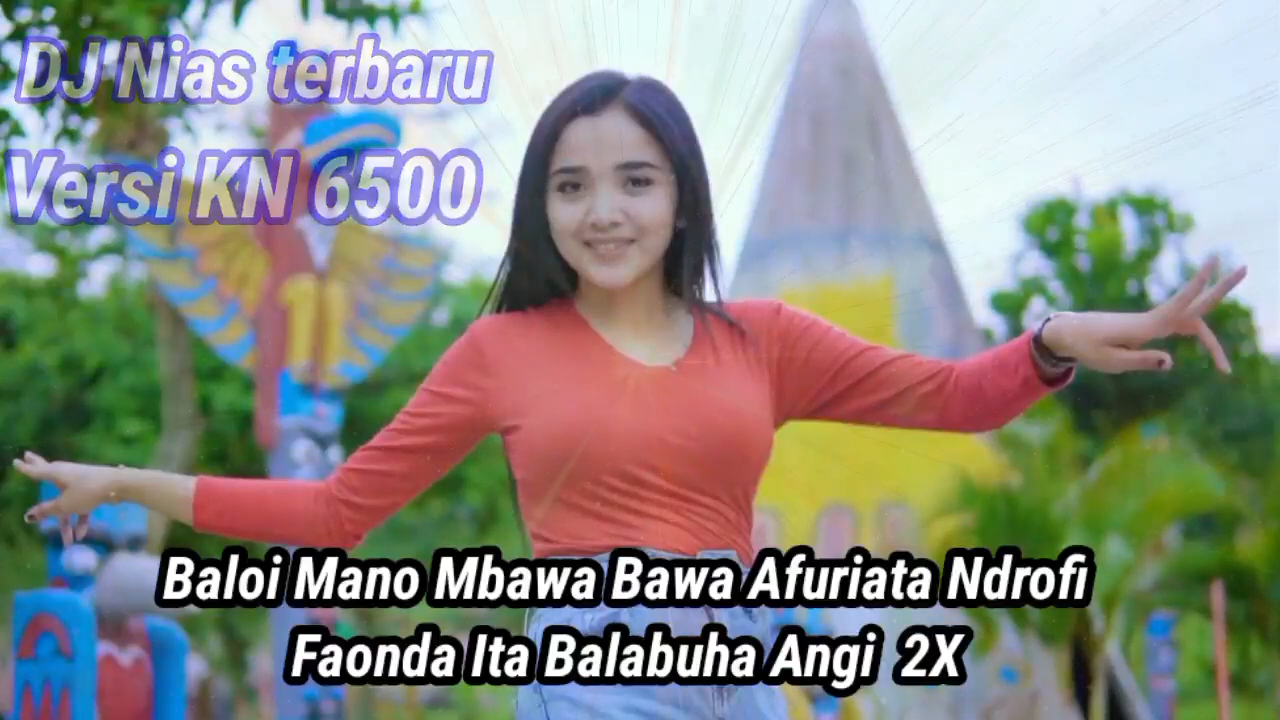 DJ Nias terbaru
Versi KN 6500
Baloi Mano Mbawa Bawa Afuriata Ndrofi
Faonda Ita Balabuha Angi 2X